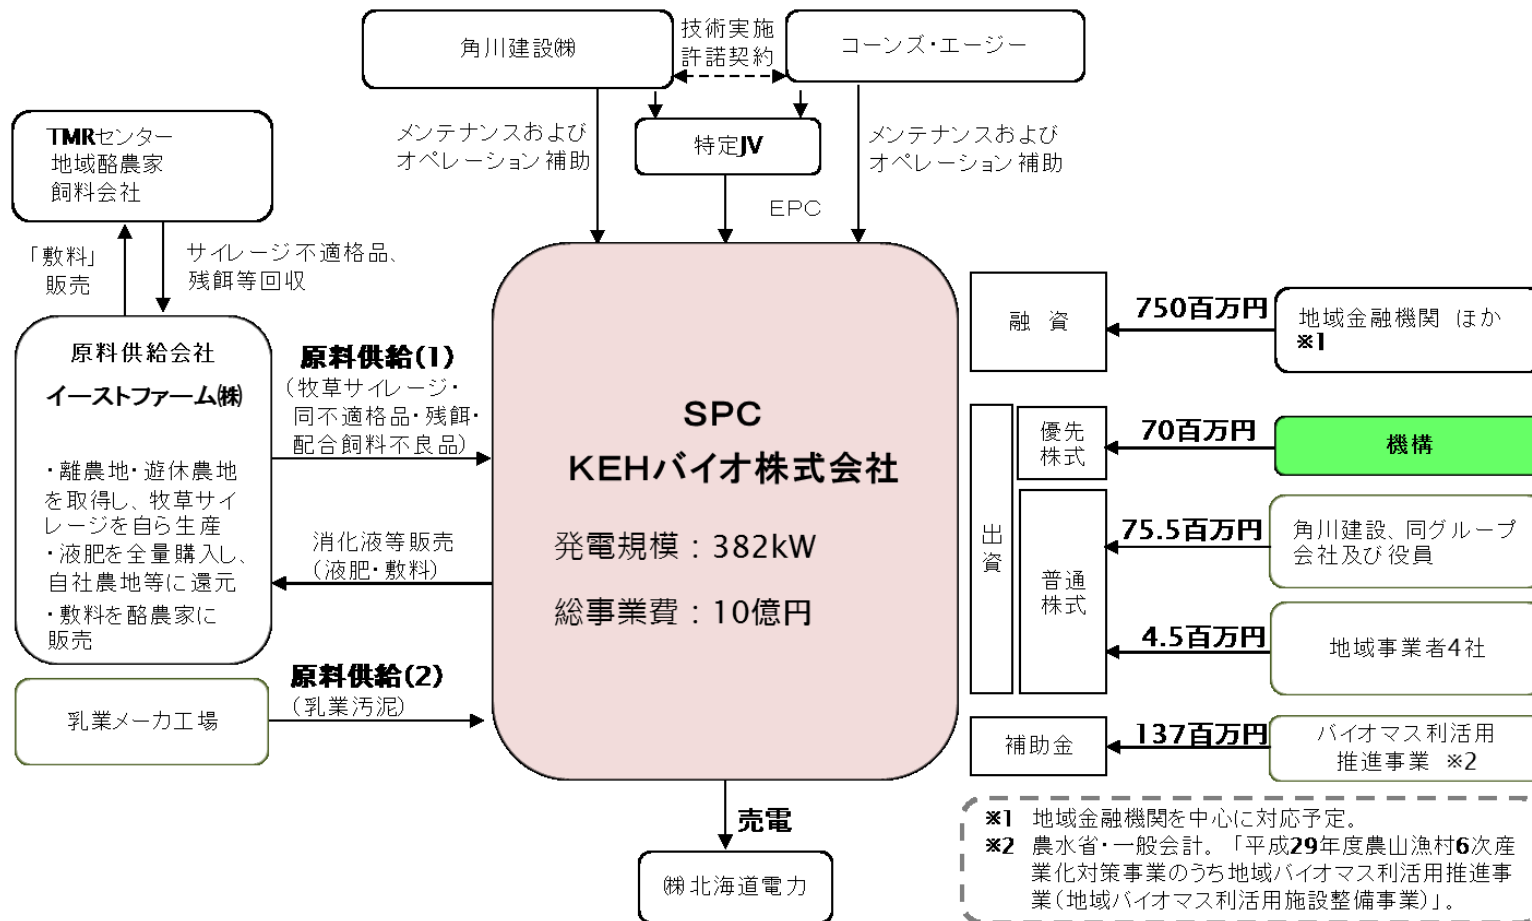 角川建設㈱
技術実施
許諾契約
コーンズ・エージー
メンテナンスおよび
オペレーション補助
特定JV
メンテナンスおよび
オペレーション補助
EPC
TMRセンター
地域酪農家
飼料会社
「敷料」
販売
サイレージ不適格品、
残餌等回収
原料供給会社
イーストファーム㈱
・離農地・遊休農地
を取得し、牧草サイ
レージを自ら生産
・液肥を全量購入し、
自社農地等に還元
・敷料を酪農家に
販売
原料供給(1)
(牧草サイレージ・
同不適格品・残餌・
配合飼料不良品)
消化液等販売
(液肥・敷料)
乳業メーカ工場
原料供給(2)
(乳業汚泥)
SPC
KEHバイオ株式会社
発電規模：382kW
総事業費：10億円
売電
㈱北海道電力
融 資
750百万円
地域金融機関 ほか
※1
出資
優先
株式
70百万円
機構
普通
株式
75.5百万円
角川建設、同グループ
会社及び役員
4.5百万円
地域事業者4社
補助金
137百万円
バイオマス利活用
推進事業 ※2
※1 地域金融機関を中心に対応予定。
※2 農水省・一般会計。「平成29年度農山漁村6次産
業化対策事業のうち地域バイオマス利活用推進事
業(地域バイオマス利活用施設整備事業)」。